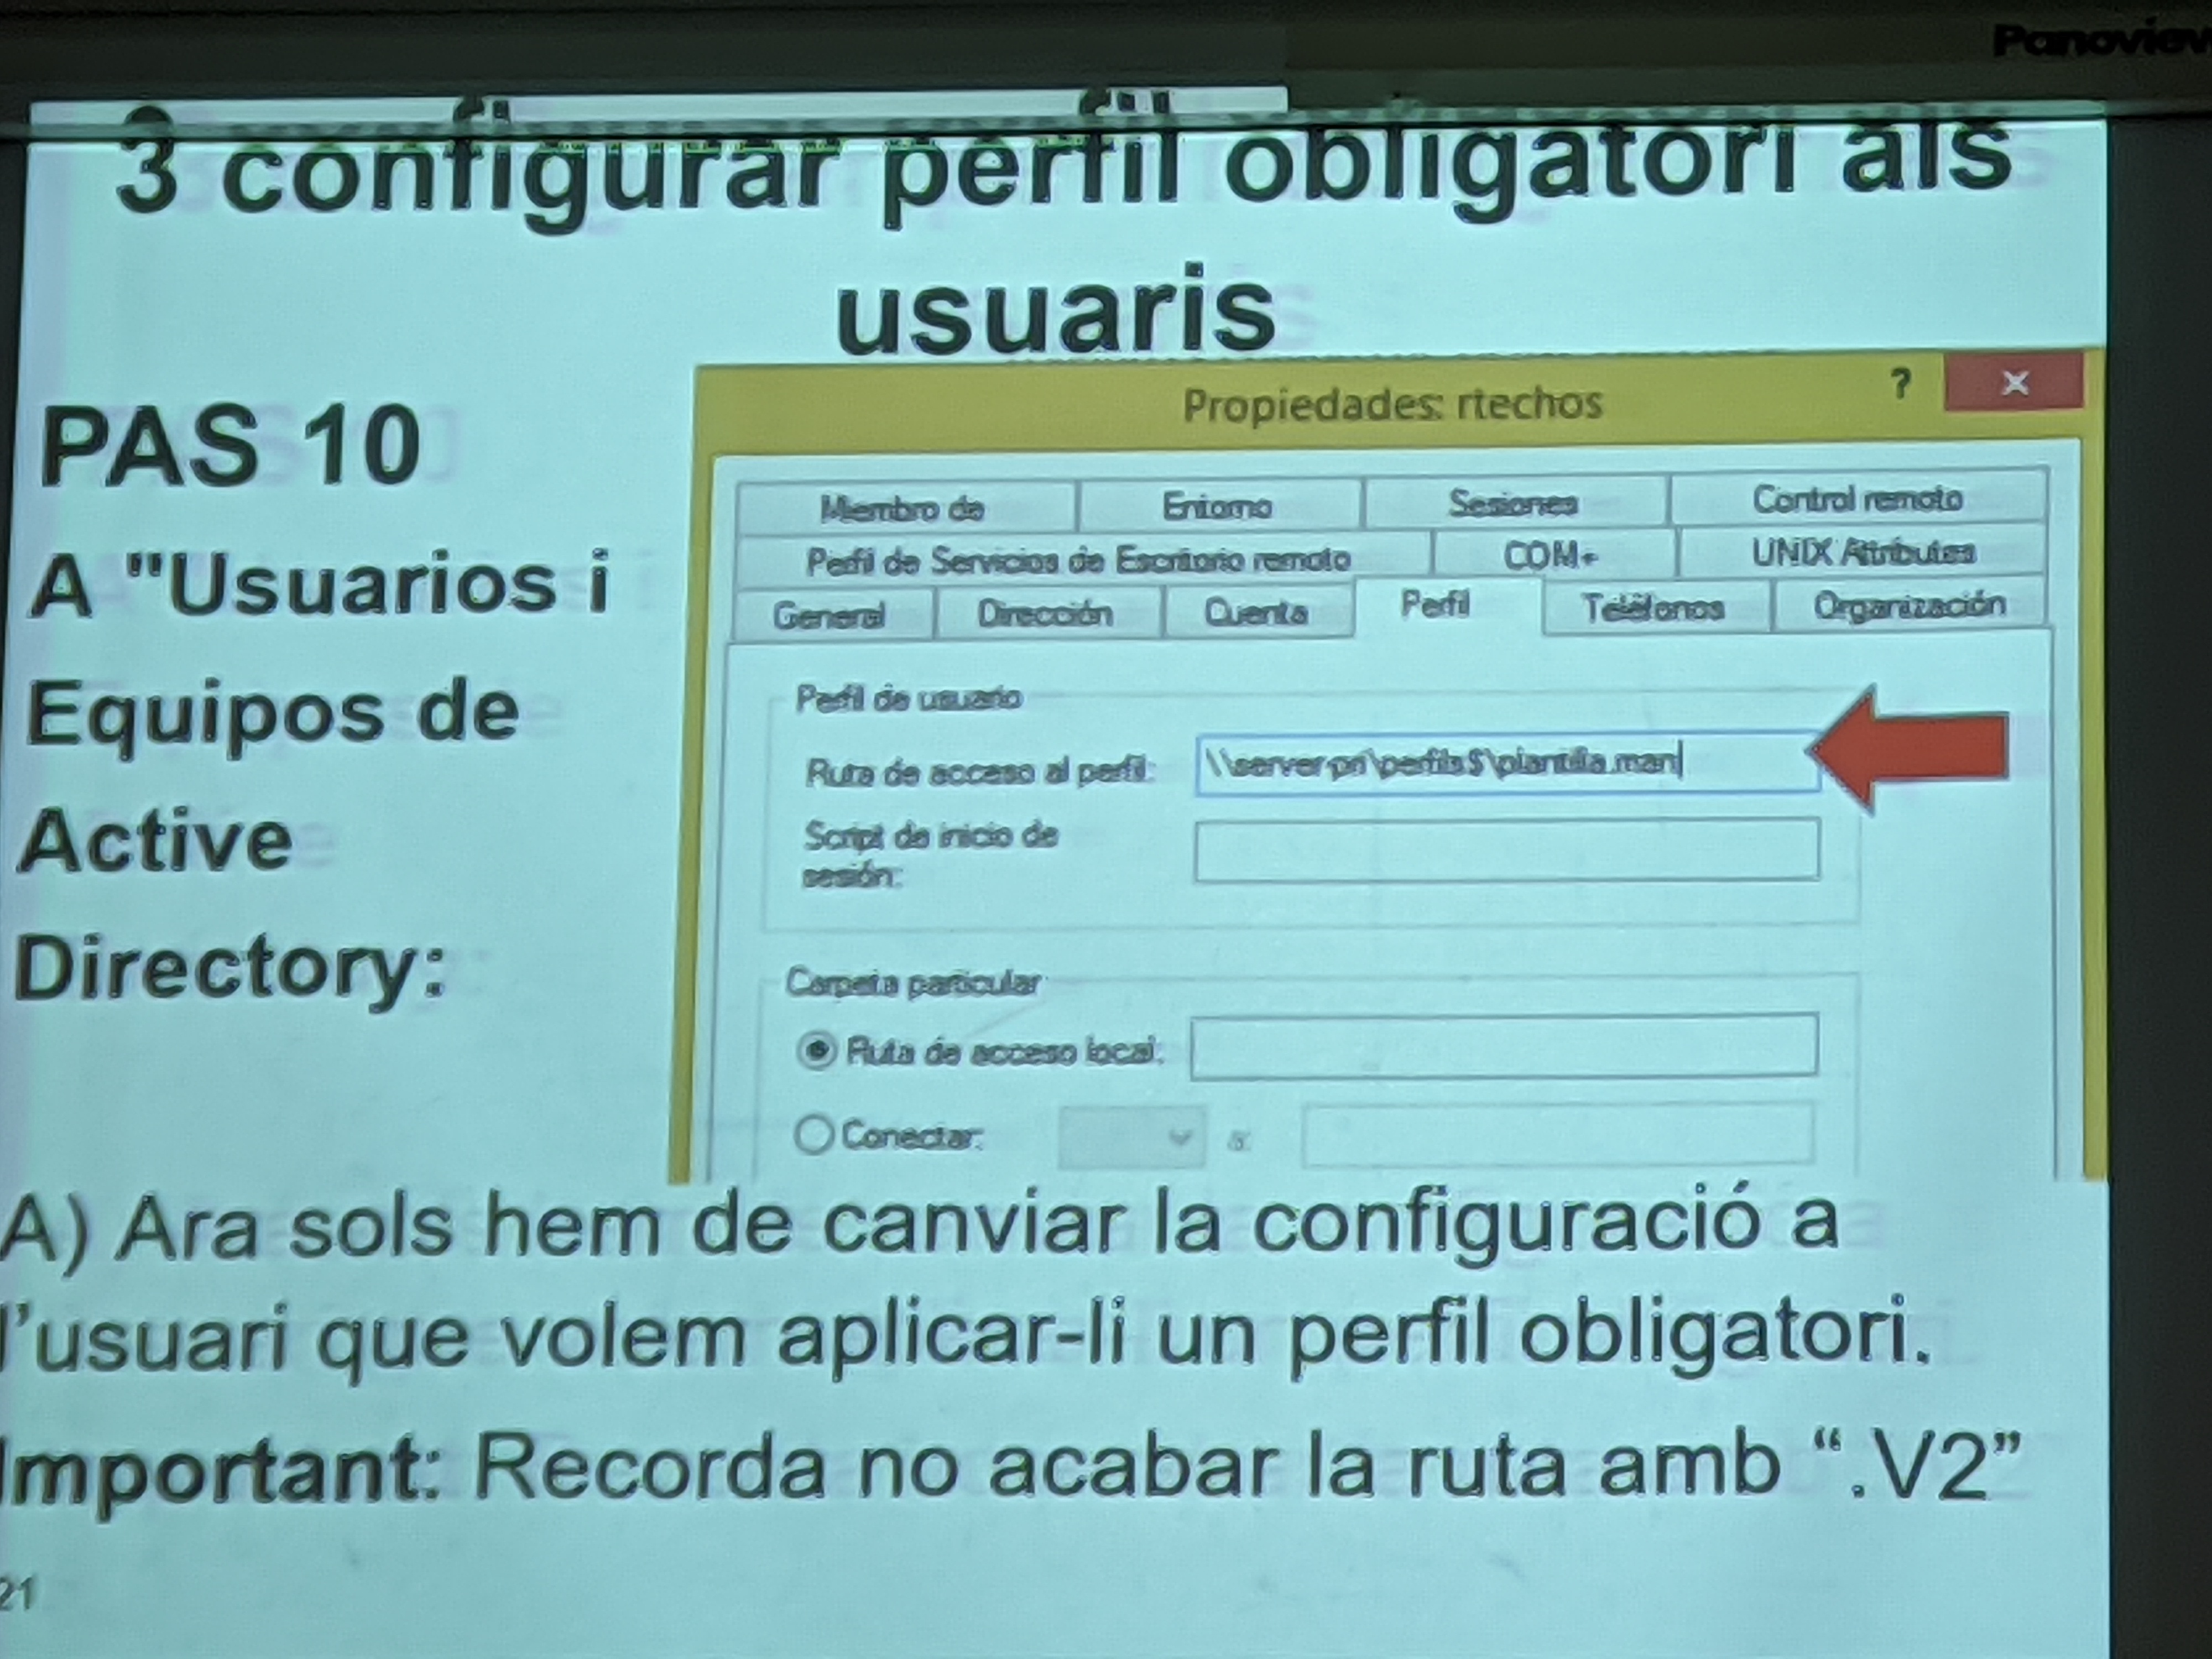 Panoview
3 configurar perfil obligatori als
usuaris
PAS 10
A "Usuarios i
Equipos de
Active
Directory:
Propiedades: rtechos
?
Miembro de Entorno Sesiones Control remoto
Perfil de Servicios de Escritorio remoto COM+ UNIX Attributes
General Dirección Cuenta Perfil Teléfonos Organización
Perfil de usuario
Ruta de acceso al perfil: \\server-pri\perfils$\plantilla.man
Script de inicio de
sesión:
Carpeta particular
Ruta de acceso local:
Conectar: a:
A) Ara sols hem de canviar la configuració a
l’usuari que volem aplicar-li un perfil obligatori.
Important: Recorda no acabar la ruta amb “.V2”
21